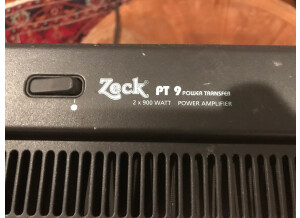 Zeck PT 9 POWER TRANSFER
2 x 900 WATT POWER AMPLIFIER